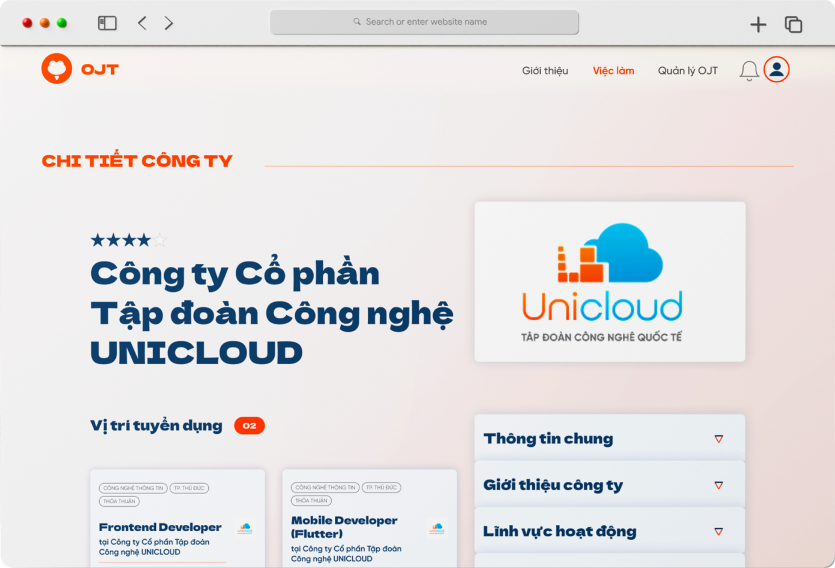 Search or enter website name
OJT
Giới thiệu
Việc làm
Quản lý OJT
CHI TIẾT CÔNG TY
Công ty Cổ phần
Tập đoàn Công nghệ
UNICLOUD
Unicloud
TẬP ĐOÀN CÔNG NGHỆ QUỐC TẾ
Vị trí tuyển dụng 02
CÔNG NGHỆ THÔNG TIN
TP. THỦ ĐỨC
THỎA THUẬN
Frontend Developer
tại Công ty Cổ phần Tập đoàn
Công nghệ UNICLOUD
CÔNG NGHỆ THÔNG TIN
TP. THỦ ĐỨC
THỎA THUẬN
Mobile Developer
(Flutter)
tại Công ty Cổ phần Tập đoàn
Công nghệ UNICLOUD
Thông tin chung
Giới thiệu công ty
Lĩnh vực hoạt động